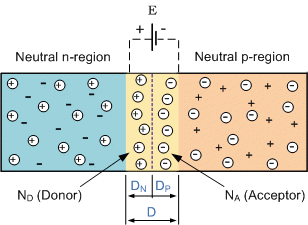 E
+ -
Neutral n-region Neutral p-region
N_D (Donor) D_N D_P N_A (Acceptor)
D